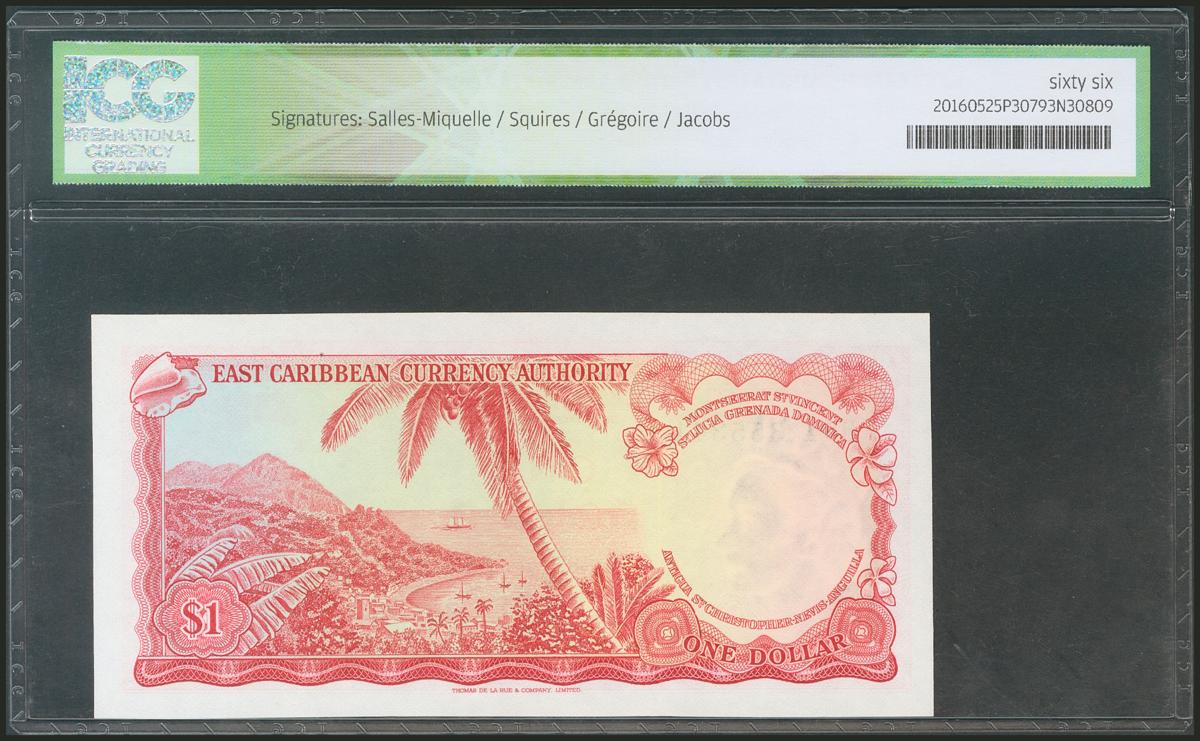 ICG
INTERNATIONAL
CURRENCY
GRADING
Signatures: Salles-Miquelle / Squires / Grégoire / Jacobs
sixty six
20160525P30793N30809
EAST CARIBBEAN CURRENCY AUTHORITY
MONTSERRAT ST VINCENT
ST LUCIA GRENADA DOMINICA
ANTIGUA ST CHRISTOPHER-NEVIS-ANGUILLA
$1
ONE DOLLAR
THOMAS DE LA RUE & COMPANY, LIMITED.